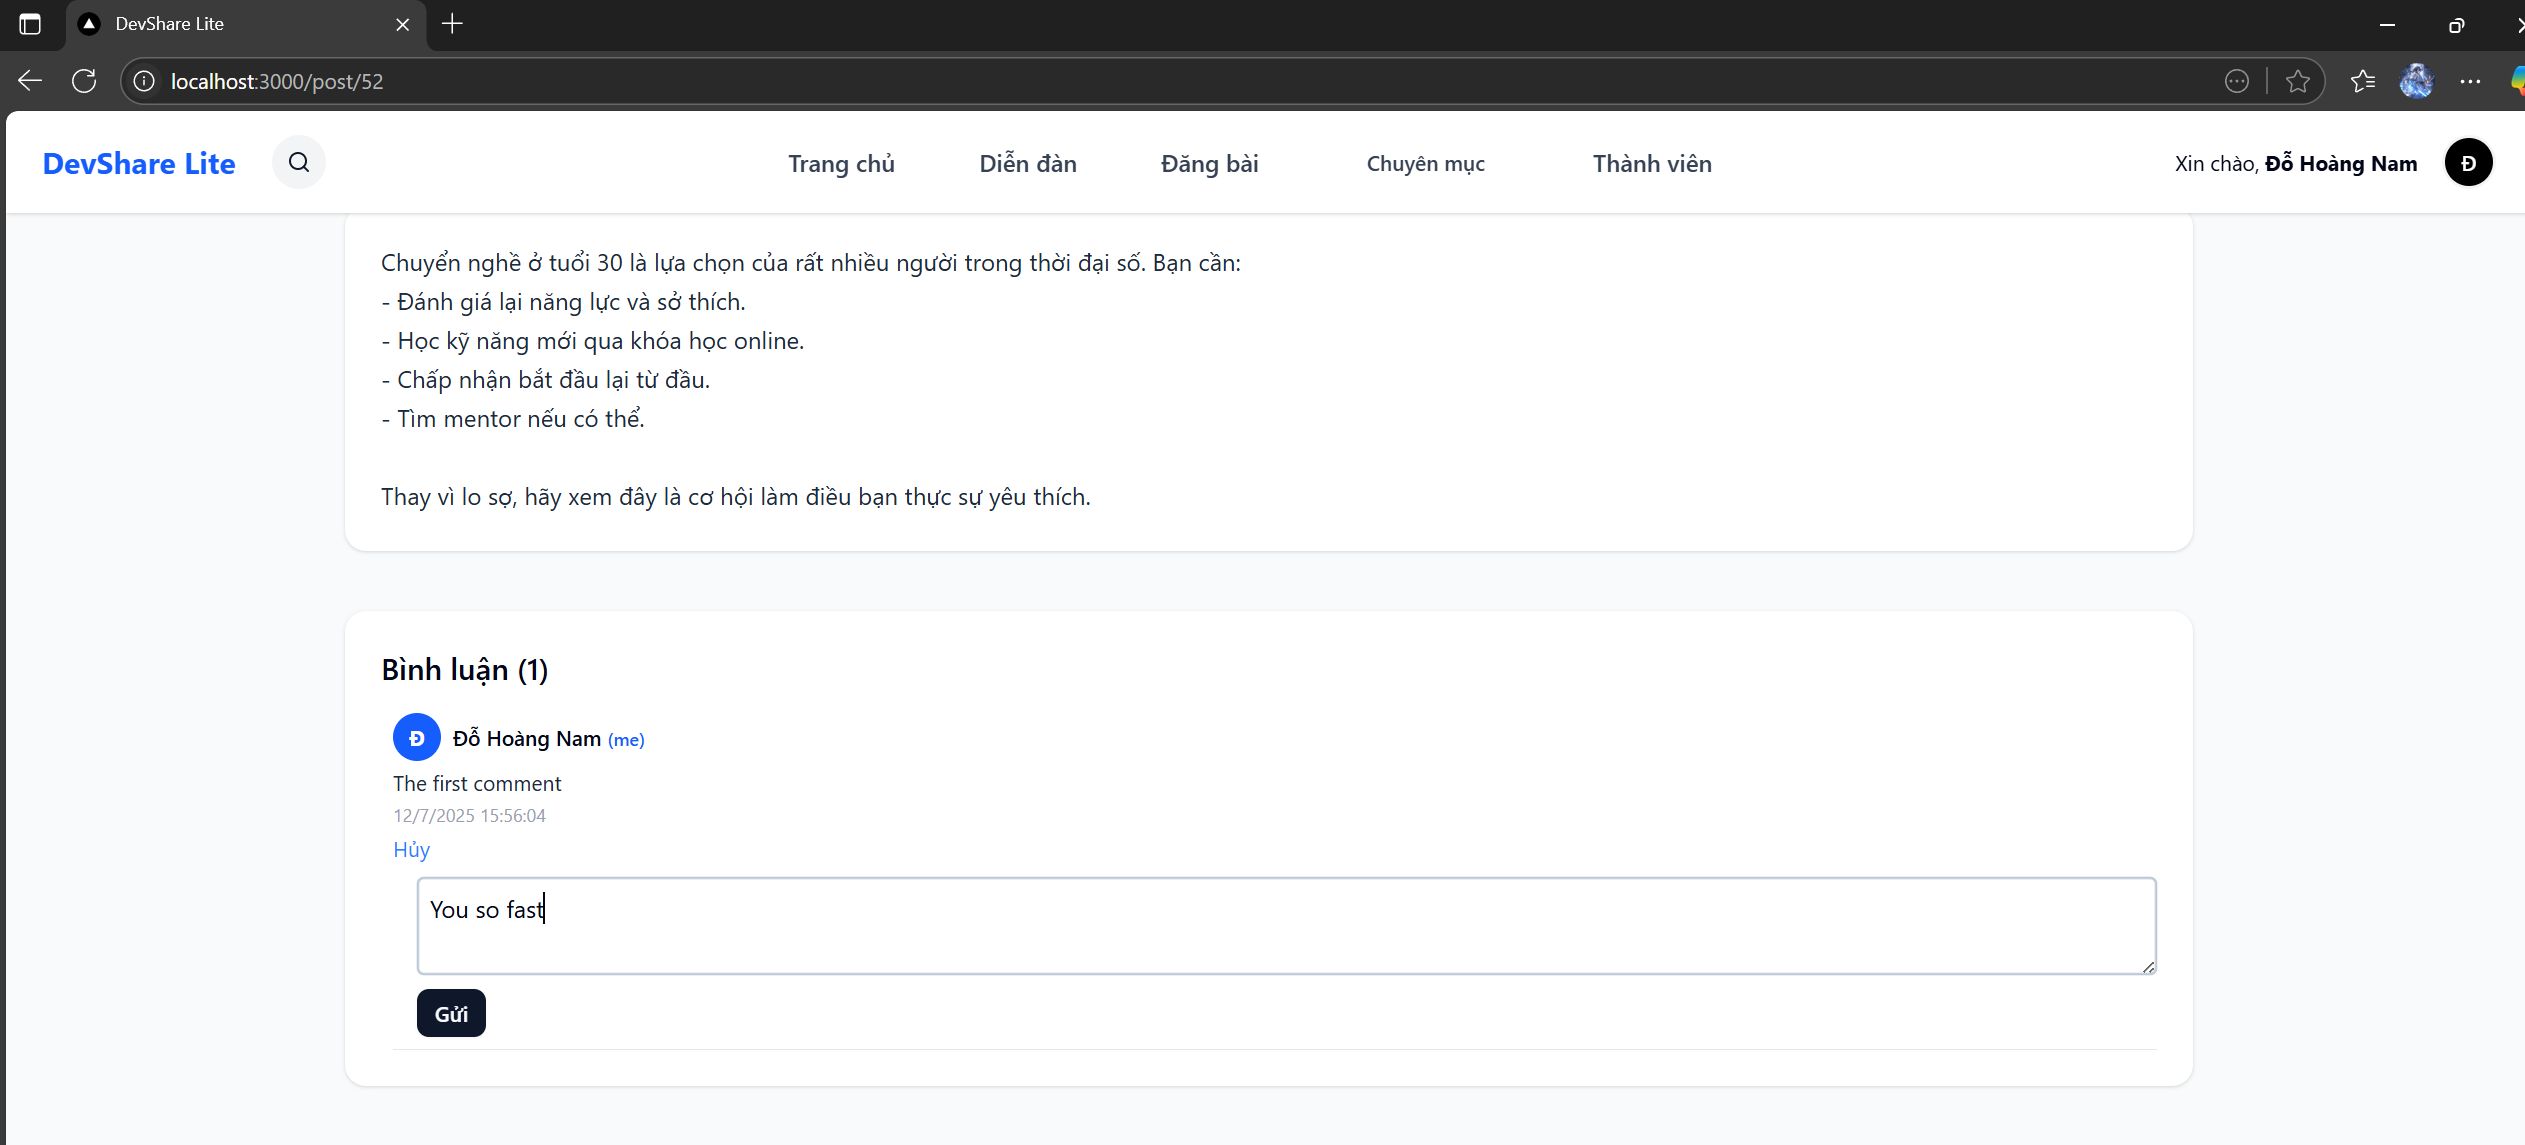 DevShare Lite
localhost:3000/post/52
DevShare Lite
Trang chủ
Diễn đàn
Đăng bài
Chuyên mục
Thành viên
Xin chào, Đỗ Hoàng Nam
Đ
Chuyển nghề ở tuổi 30 là lựa chọn của rất nhiều người trong thời đại số. Bạn cần:
- Đánh giá lại năng lực và sở thích.
- Học kỹ năng mới qua khóa học online.
- Chấp nhận bắt đầu lại từ đầu.
- Tìm mentor nếu có thể.
Thay vì lo sợ, hãy xem đây là cơ hội làm điều bạn thực sự yêu thích.
Bình luận (1)
Đ
Đỗ Hoàng Nam (me)
The first comment
12/7/2025 15:56:04
Hủy
You so fast
Gửi